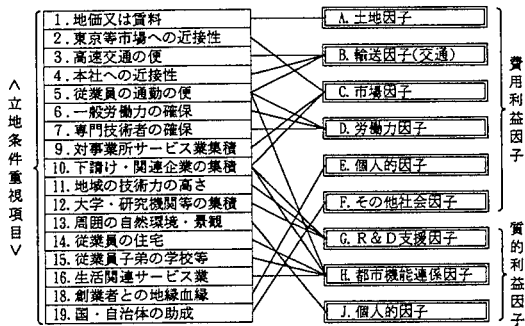 <立地条件重視項目>
1.地価又は賃料
2.東京等市場への近接性
3.高速交通の便
4.本社への近接性
5.従業員の通勤の便
6.一般労働力の確保
7.専門技術者の確保
9.対事業所サービス業集積
10.下請け・関連企業の集積
11.地域の技術力の高さ
12.大学・研究機関等の集積
13.周囲の自然環境・景観
14.従業員の住宅
15.従業員子弟の学校等
16.生活関連サービス業
18.創業者との地縁血縁
19.国・自治体の助成
A.土地因子
B.輸送因子(交通)
C.市場因子
D.労働力因子
E.個人的因子
F.その他社会因子
G.R&D支援因子
H.都市機能連係因子
J.個人的因子
費用利益因子
質的利益因子